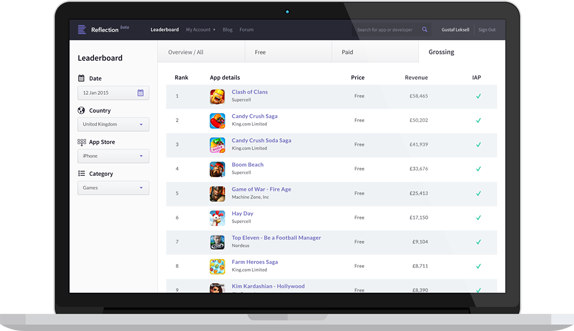 Reflection beta
Leaderboard
My Account
Blog
Forum
Search for app or developer
Gustaf Loksell
Sign Out
Leaderboard
Date
12 Jan 2015
Country
United Kingdom
App Store
iPhone
Category
Games
Overview / All
Free
Paid
Grossing
Rank App details Price Revenue IAP
1 Clash of Clans Free £58,465
Supercell
2 Candy Crush Saga Free £50,202
King.com Limited
3 Candy Crush Soda Saga Free £41,939
King.com Limited
4 Boom Beach Free £33,676
Supercell
5 Game of War - Fire Age Free £25,413
Machine Zone, Inc
6 Hay Day Free £17,150
Supercell
7 Top Eleven - Be a Football Manager Free £9,104
Nordeus
8 Farm Heroes Saga Free £8,711
King.com Limited
9 Kim Kardashian - Hollywood Free £8,390